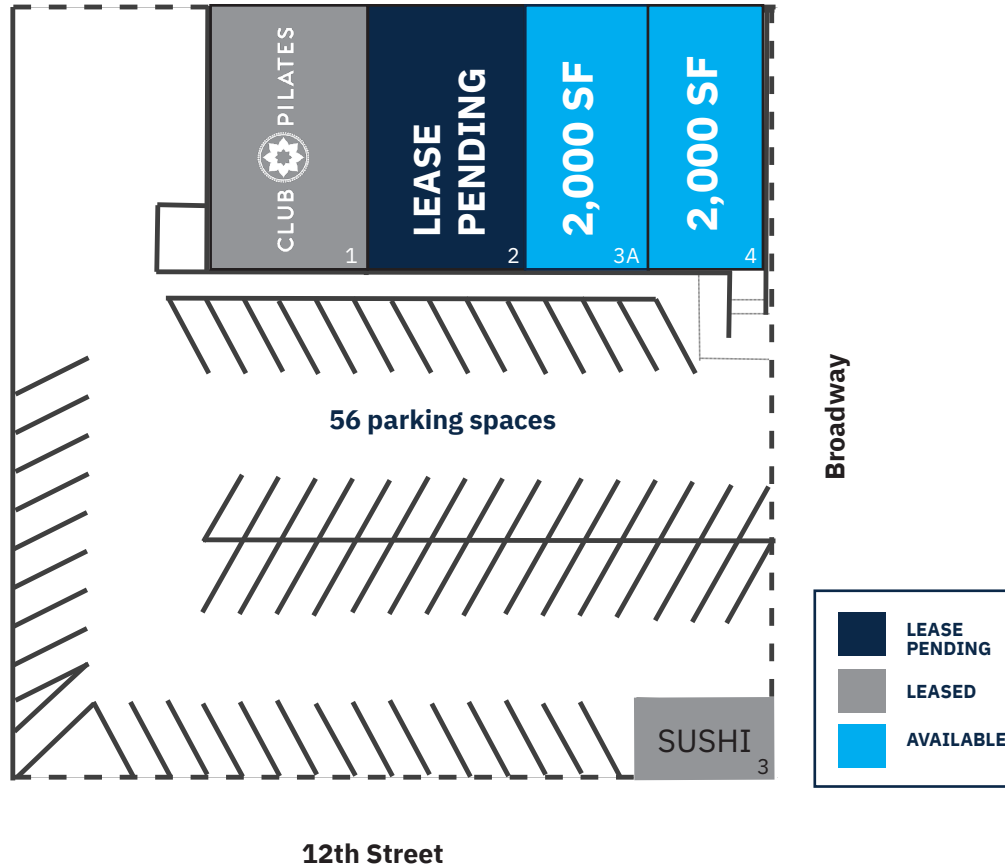 CLUB PILATES
1
LEASE
PENDING
2
2,000 SF
3A
2,000 SF
4
56 parking spaces
Broadway
SUSHI
3
LEASE
PENDING
LEASED
AVAILABLE
12th Street